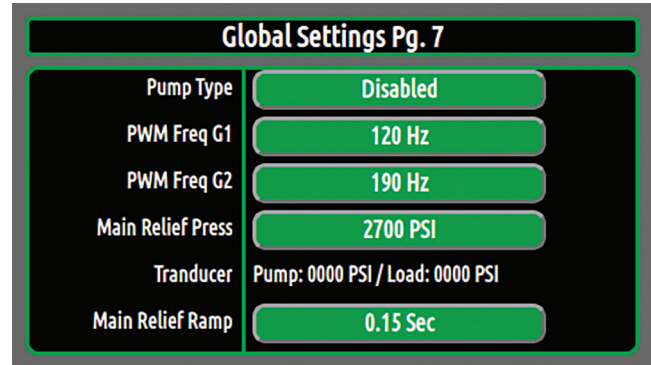 Global Settings Pg. 7
Pump Type Disabled
PWM Freq G1 120 Hz
PWM Freq G2 190 Hz
Main Relief Press 2700 PSI
Tranducer Pump: 0000 PSI / Load: 0000 PSI
Main Relief Ramp 0.15 Sec